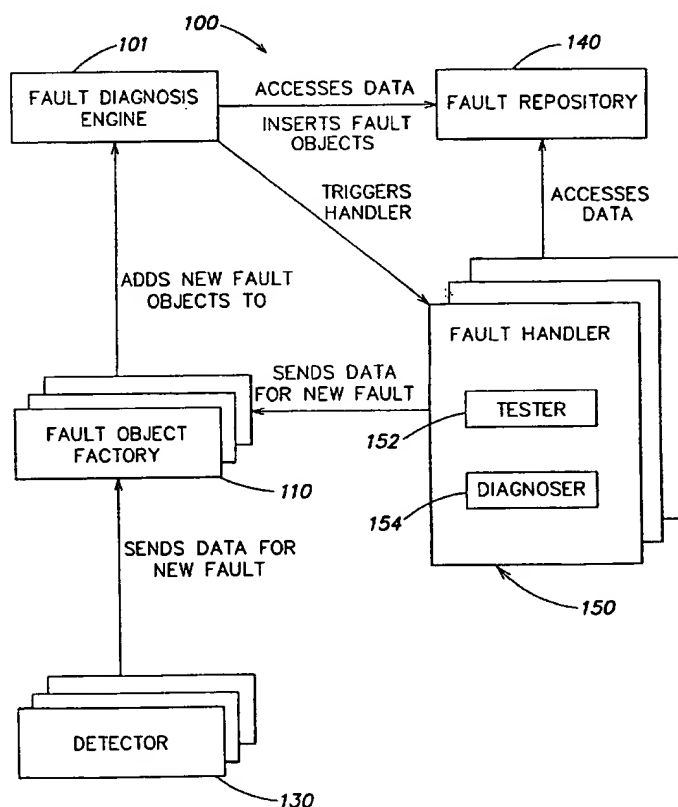 100
101
140
FAULT DIAGNOSIS
ENGINE
ACCESSES DATA
INSERTS FAULT
OBJECTS
FAULT REPOSITORY
TRIGGERS
HANDLER
ACCESSES
DATA
ADDS NEW FAULT
OBJECTS TO
FAULT HANDLER
SENDS DATA
FOR NEW FAULT
TESTER
152
FAULT OBJECT
FACTORY
110
DIAGNOSER
154
SENDS DATA FOR
NEW FAULT
150
DETECTOR
130